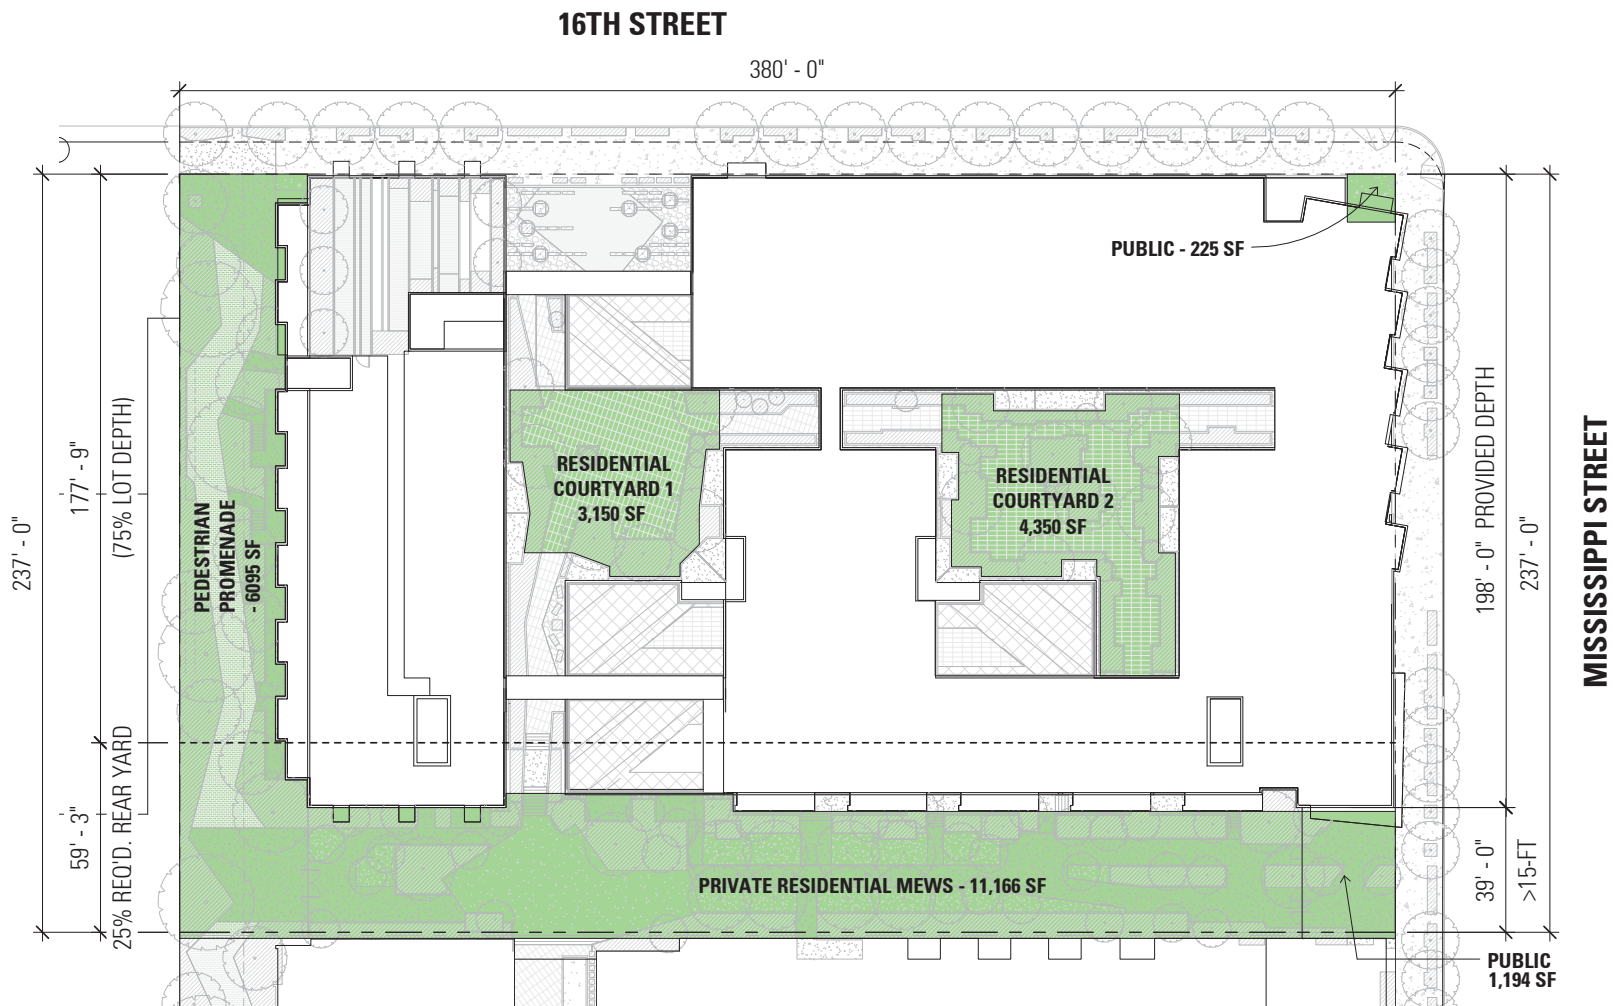 16TH STREET
380' - 0"
PUBLIC - 225 SF
RESIDENTIAL
COURTYARD 1
3,150 SF
RESIDENTIAL
COURTYARD 2
4,350 SF
237' - 0"
177' - 9"
(75% LOT DEPTH)
PEDESTRIAN
PROMENADE
- 6095 SF
198' - 0" PROVIDED DEPTH
237' - 0"
MISSISSIPPI STREET
59' - 3"
25% REQ'D. REAR YARD
PRIVATE RESIDENTIAL MEWS - 11,166 SF
39' - 0"
>15-FT
PUBLIC
1,194 SF